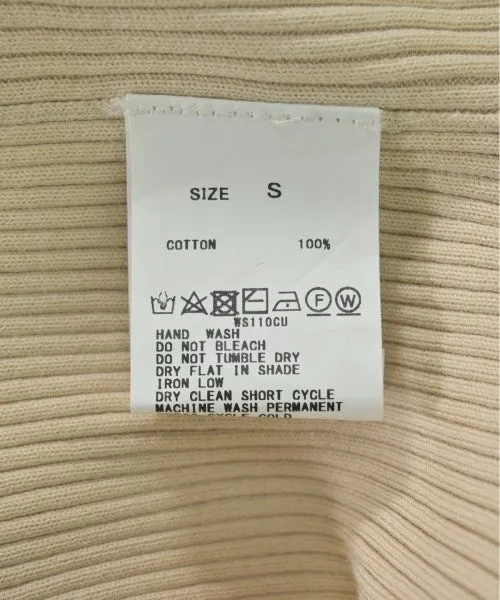 SIZE S
COTTON 100%
F W
WS110CU
HAND WASH
DO NOT BLEACH
DO NOT TUMBLE DRY
DRY FLAT IN SHADE
IRON LOW
DRY CLEAN SHORT CYCLE
MACHINE WASH PERMANENT